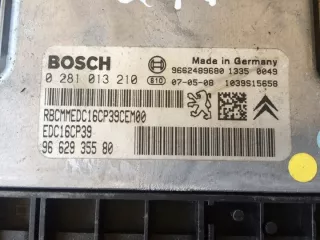 BOSCH
Made in Germany
0 281 013 210
E10
9662489680 1335 0049
07-05-08 1039S15658
RBCMMEDC16CP39CEM00
EDC16CP39
96 629 355 80